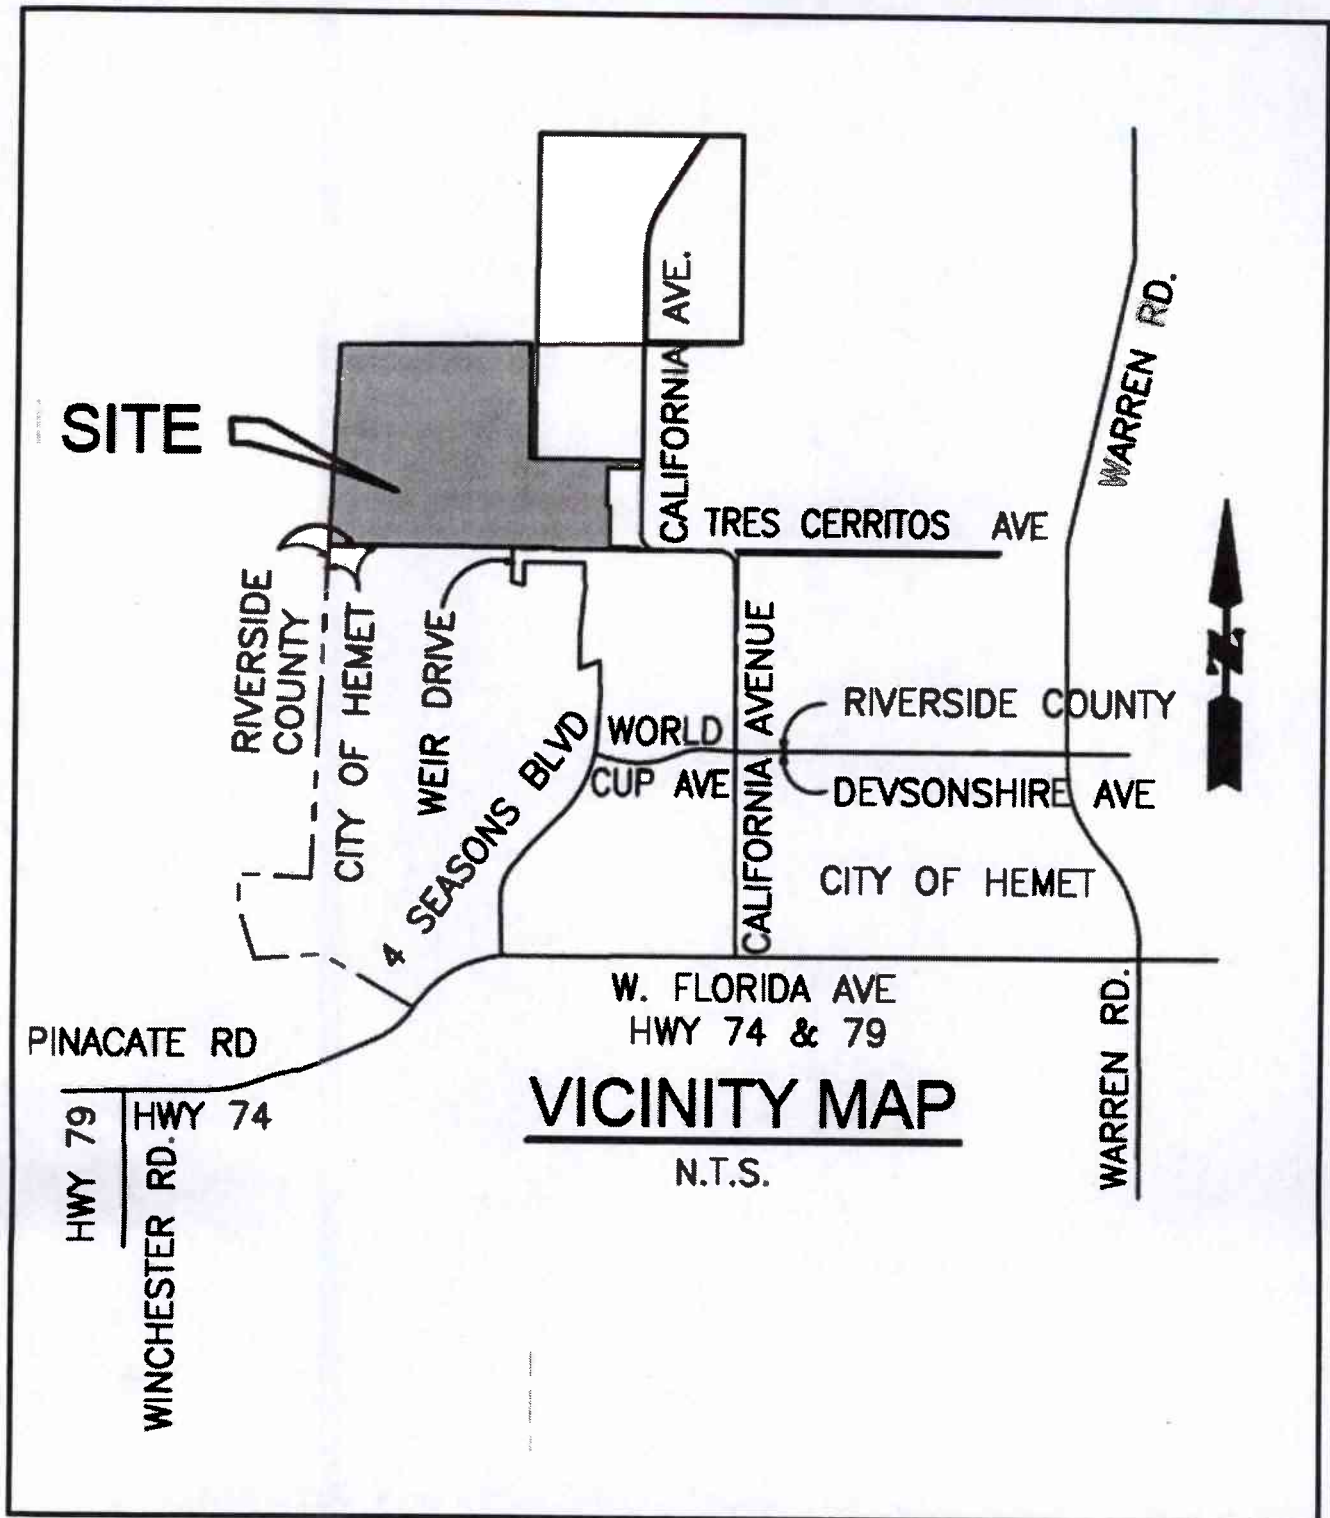 CALIFORNIA AVE.
WARREN RD.
SITE
TRES CERRITOS AVE
RIVERSIDE
COUNTY
CITY OF HEMET
WEIR DRIVE
4 SEASONS BLVD
WORLD
CUP AVE
CALIFORNIA AVENUE
RIVERSIDE COUNTY
DEVSONSHIRE AVE
CITY OF HEMET
N
W. FLORIDA AVE
HWY 74 & 79
PINACATE RD
HWY 74
HWY 79
WINCHESTER RD.
WARREN RD.
VICINITY MAP
N.T.S.